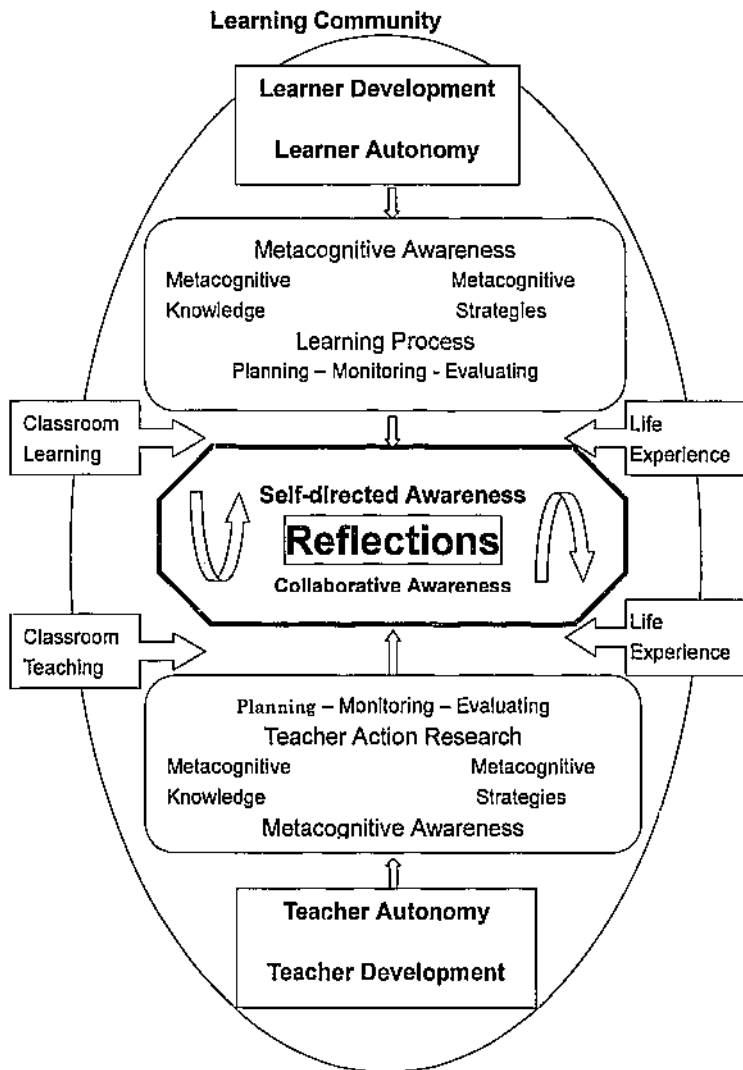 Learning Community
Learner Development
Learner Autonomy
Metacognitive Awareness
Metacognitive Metacognitive
Knowledge Strategies
Learning Process
Planning – Monitoring - Evaluating
Classroom
Learning
Life
Experience
Self-directed Awareness
Reflections
Collaborative Awareness
Classroom
Teaching
Life
Experience
Planning – Monitoring – Evaluating
Teacher Action Research
Metacognitive Metacognitive
Knowledge Strategies
Metacognitive Awareness
Teacher Autonomy
Teacher Development